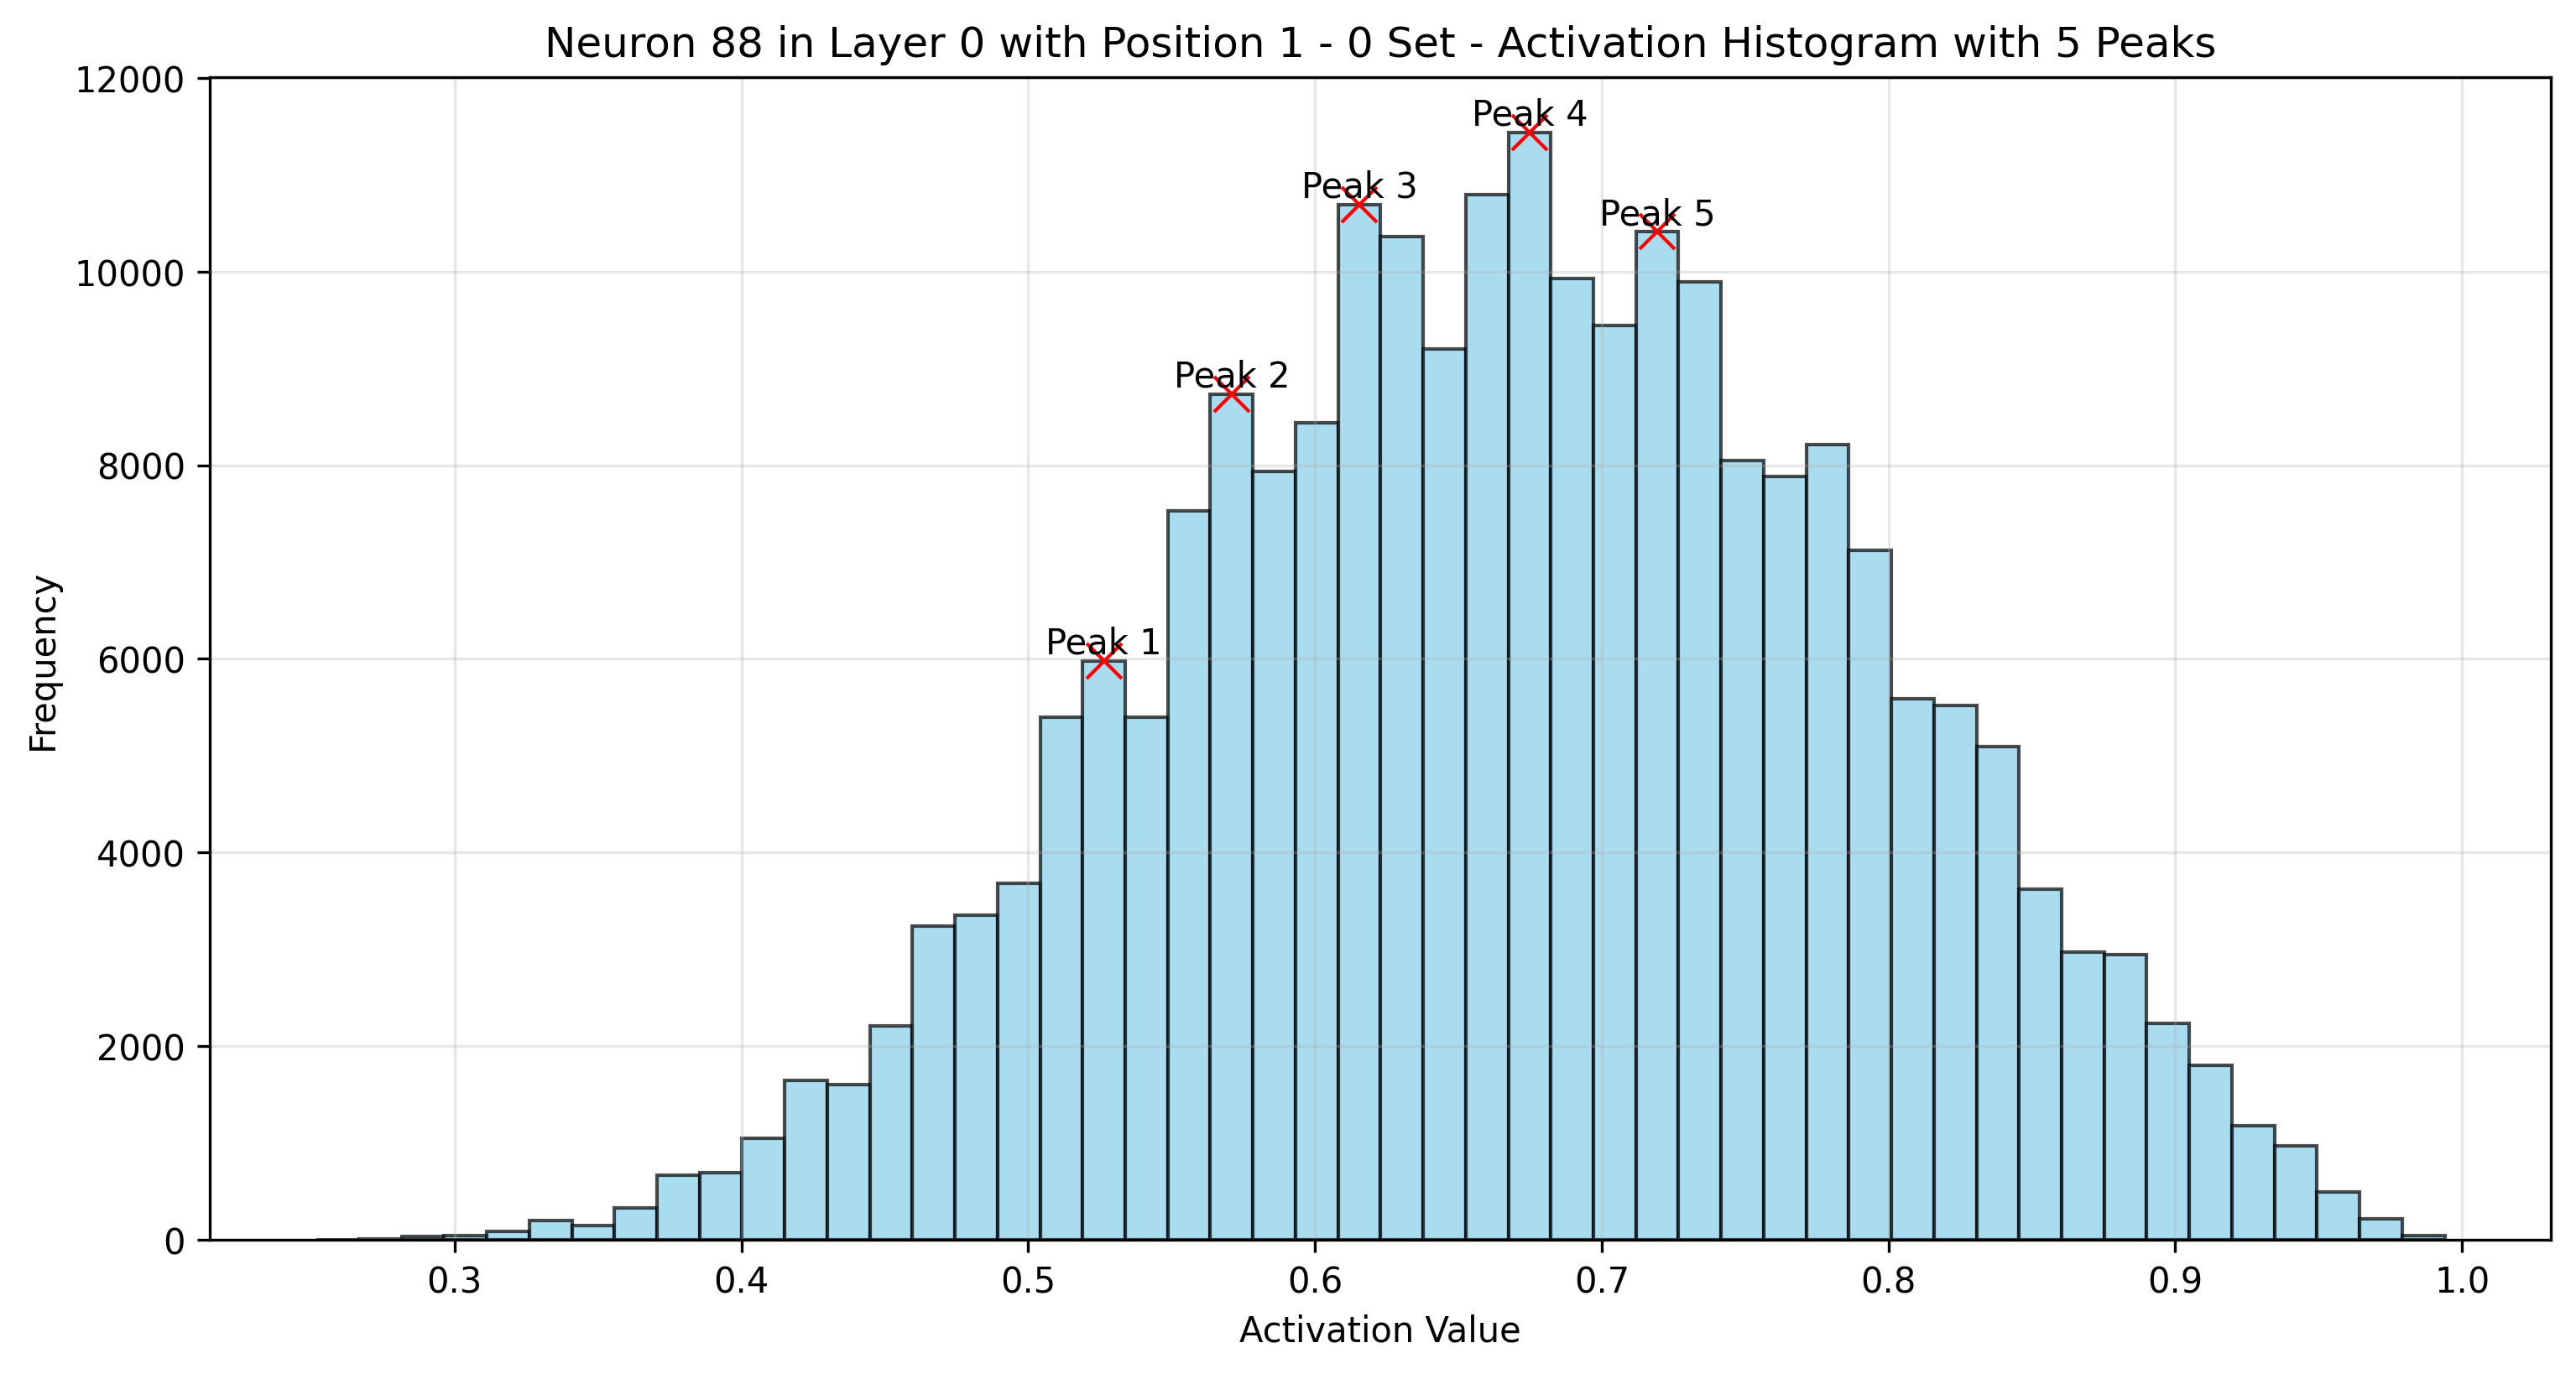 Neuron 88 in Layer 0 with Position 1 - 0 Set - Activation Histogram with 5 Peaks
12000
10000
8000
6000
4000
2000
0
Frequency
Peak 1
Peak 2
Peak 3
Peak 4
Peak 5
0.3 0.4 0.5 0.6 0.7 0.8 0.9 1.0
Activation Value